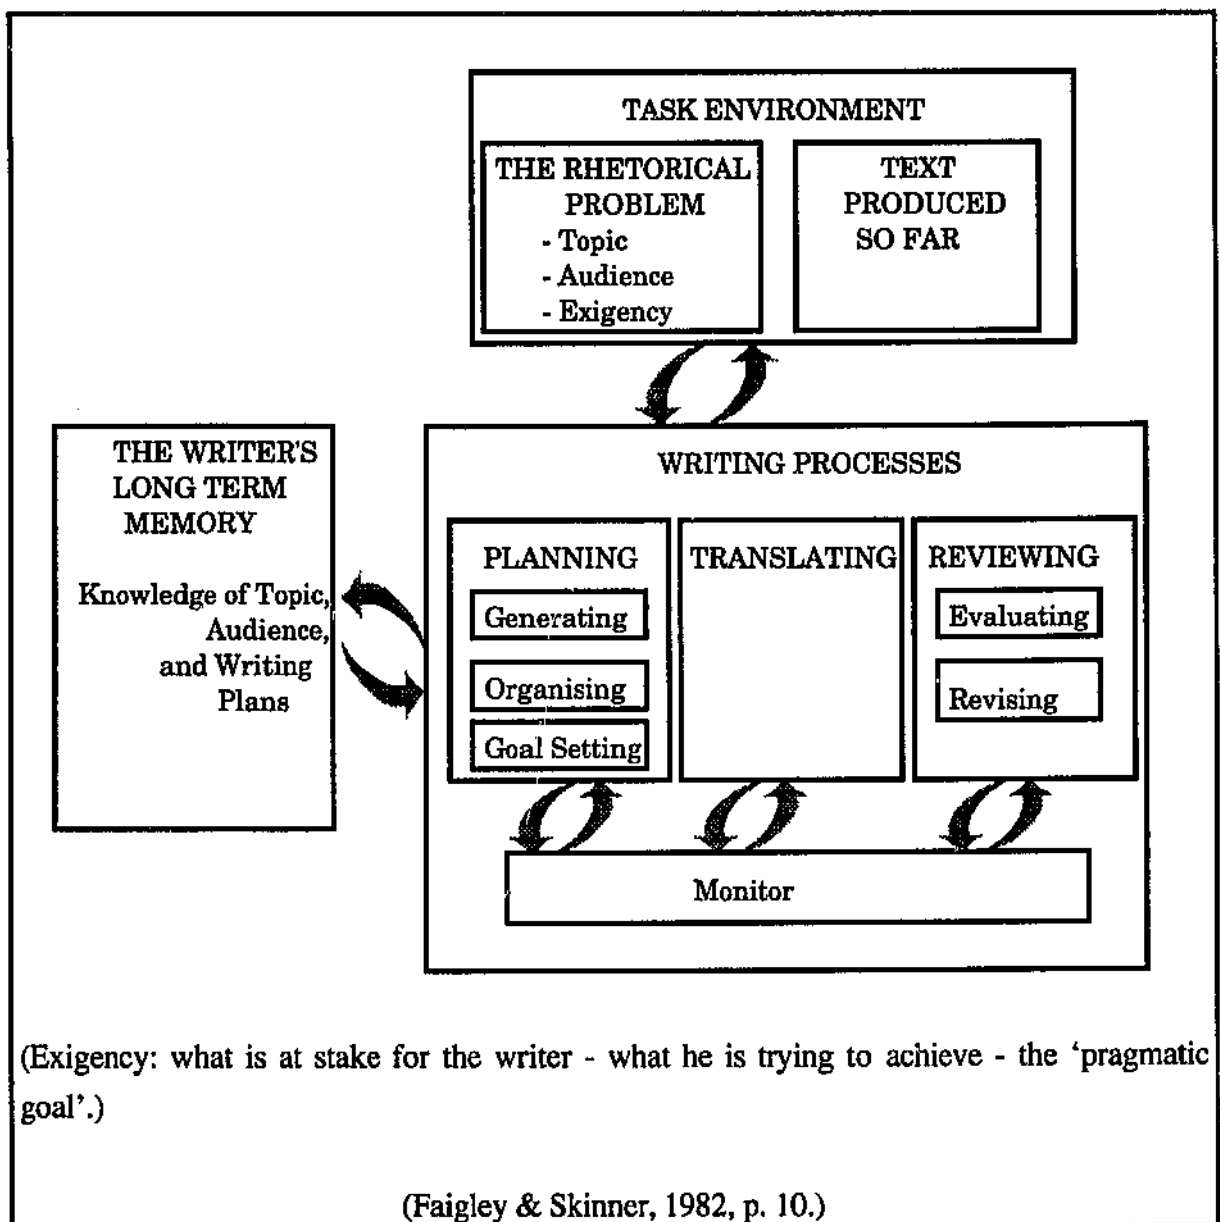 TASK ENVIRONMENT
THE RHETORICAL
PROBLEM
- Topic
- Audience
- Exigency
TEXT
PRODUCED
SO FAR
THE WRITER'S
LONG TERM
MEMORY
Knowledge of Topic,
Audience,
and Writing
Plans
WRITING PROCESSES
PLANNING
Generating
Organising
Goal Setting
TRANSLATING
REVIEWING
Evaluating
Revising
Monitor
(Exigency: what is at stake for the writer - what he is trying to achieve - the ‘pragmatic
goal’.)
(Faigley & Skinner, 1982, p. 10.)